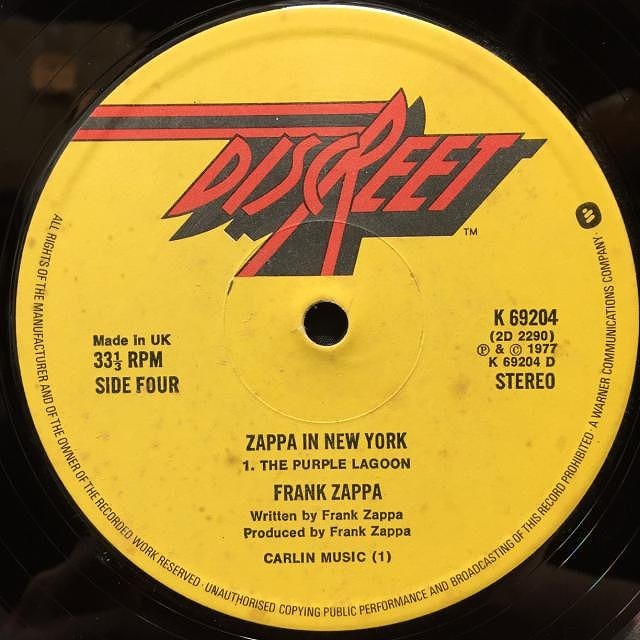 DISCREET
TM
Made in UK
33⅓ RPM
SIDE FOUR
K 69204
(2D 2290)
℗ & © 1977
K 69204 D
STEREO
ZAPPA IN NEW YORK
1. THE PURPLE LAGOON
FRANK ZAPPA
Written by Frank Zappa
Produced by Frank Zappa
CARLIN MUSIC (1)
ALL RIGHTS OF THE MANUFACTURER AND OF THE OWNER OF THE RECORDED WORK RESERVED · UNAUTHORISED COPYING PUBLIC PERFORMANCE AND BROADCASTING OF THIS RECORD PROHIBITED · A WARNER COMMUNICATIONS COMPANY ·